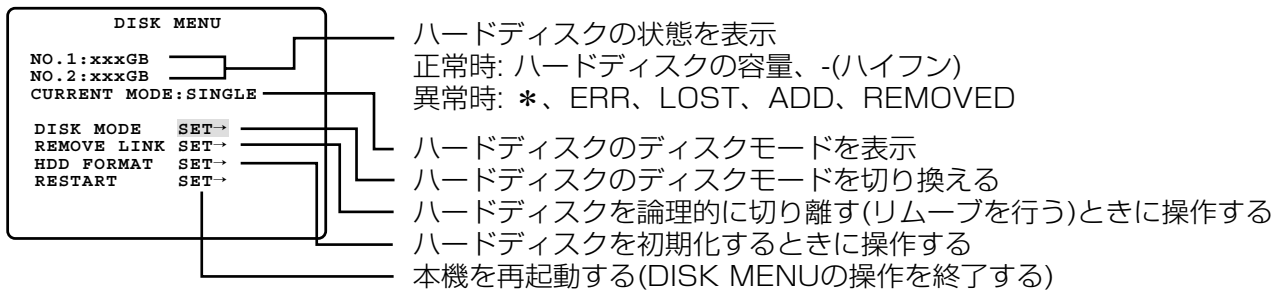 DISK MENU
NO.1:xxxGB
NO.2:xxxGB
CURRENT MODE:SINGLE
DISK MODE SET→
REMOVE LINK SET→
HDD FORMAT SET→
RESTART SET→
ハードディスクの状態を表示
正常時: ハードディスクの容量、-(ハイフン)
異常時: *、ERR、LOST、ADD、REMOVED
ハードディスクのディスクモードを表示
ハードディスクのディスクモードを切り換える
ハードディスクを論理的に切り離す(リムーブを行う)ときに操作する
ハードディスクを初期化するときに操作する
本機を再起動する(DISK MENUの操作を終了する)